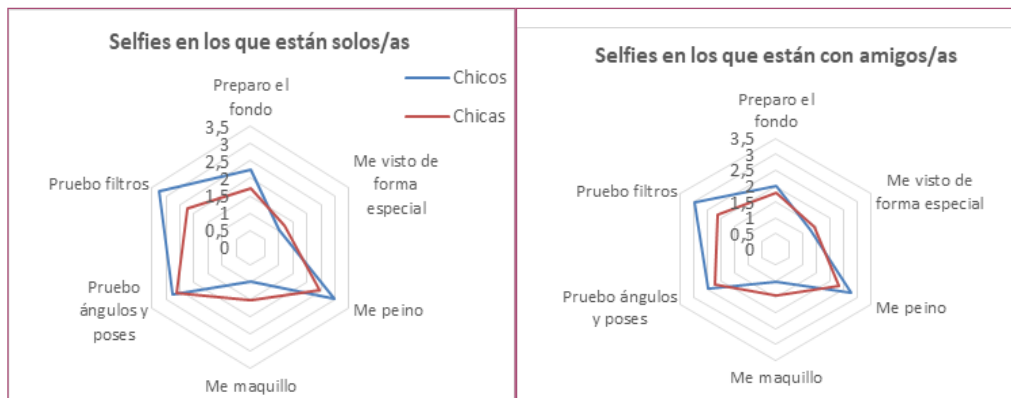 Selfies en los que están solos/as
Chicos
Chicas
Preparo el
fondo
Me visto de
forma
especial
Me peino
Me maquillo
Pruebo
ángulos y
poses
Pruebo filtros
3,5
3
2,5
2
1,5
1
0,5
0
Selfies en los que están con amigos/as
Preparo el
fondo
Me visto de
forma especial
Me peino
Me maquillo
Pruebo ángulos
y poses
Pruebo filtros
3,5
3
2,5
2
1,5
1
0,5
0